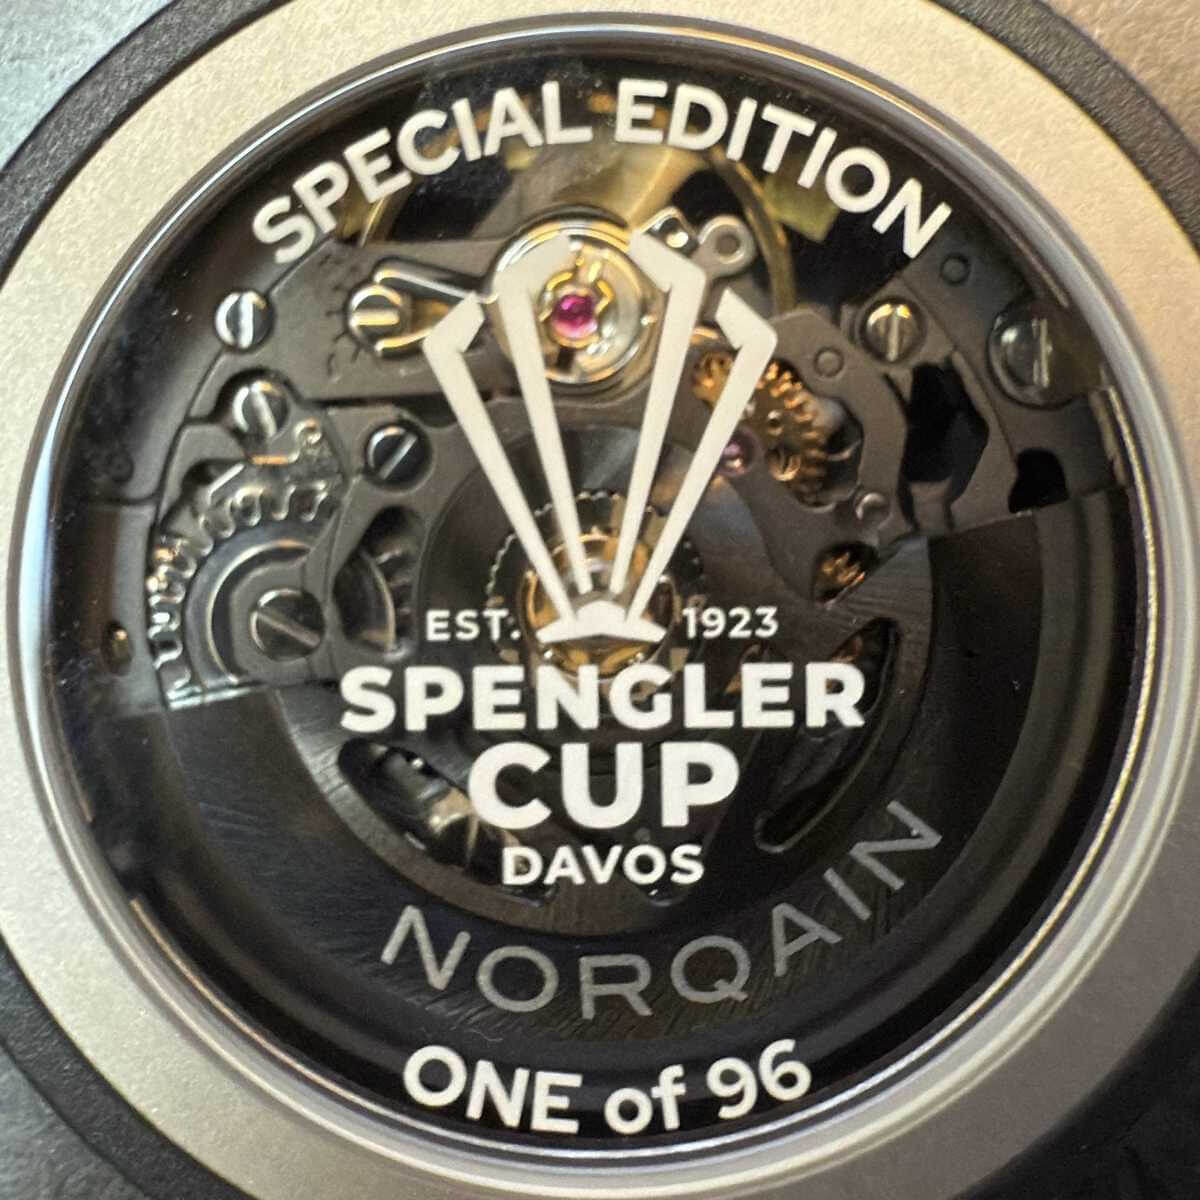 SPECIAL EDITION
EST. 1923
SPENGLER
CUP
DAVOS
NORQAIN
ONE of 96